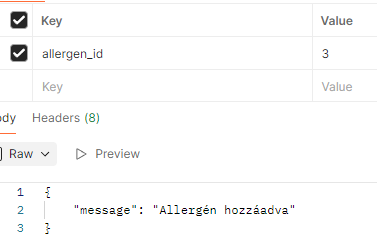 Key Value
allergen_id 3
Key Value
ody Headers (8)
Raw Preview
1 {
2 "message": "Allergén hozzáadva"
3 }